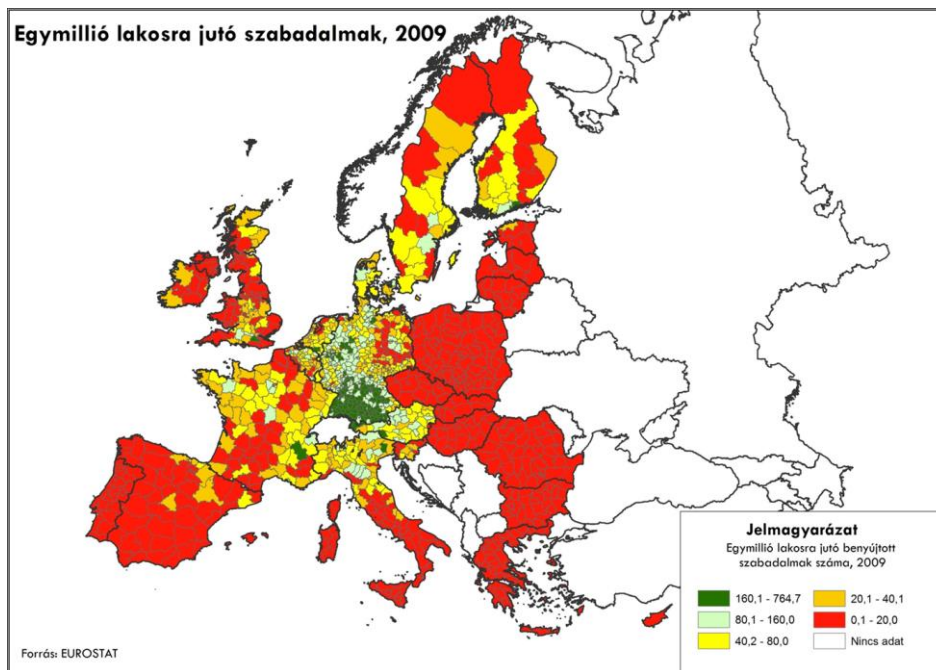 Egymillió lakosra jutó szabadalmak, 2009
Jelmagyarázat
Egymillió lakosra jutó benyújtott
szabadalmak száma, 2009
160,1 - 764,7
20,1 - 40,1
80,1 - 160,0
0,1 - 20,0
40,2 - 80,0
Nincs adat
Forrás: EUROSTAT